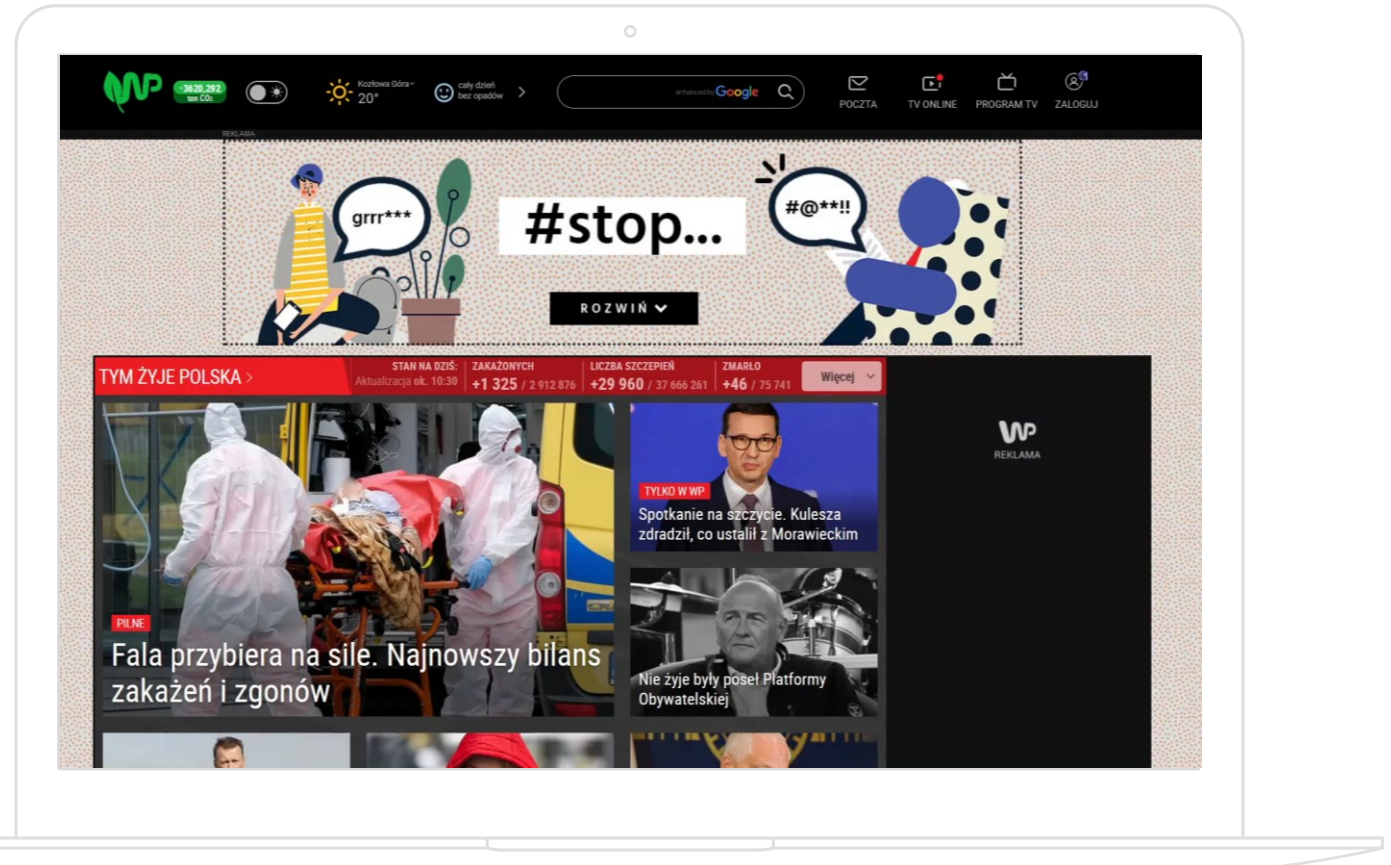 WP
-3620,292
ton CO₂
Kozłowa Góra
20°
cały dzień
bez opadów
enhanced by Google
POCZTA
TV ONLINE
PROGRAM TV
ZALOGUJ
REKLAMA
grrr***
#stop...
#@**!!
ROZWIŃ
TYM ŻYJE POLSKA >
STAN NA DZIŚ:
Aktualizacja ok. 10:30
ZAKAŻONYCH
+1 325 / 2 912 876
LICZBA SZCZEPIEŃ
+29 960 / 37 666 261
ZMARŁO
+46 / 75 741
Więcej
WP
REKLAMA
PILNE
Fala przybiera na sile. Najnowszy bilans
zakażeń i zgonów
TYLKO W WP
Spotkanie na szczycie. Kulesza
zdradził, co ustalił z Morawieckim
Nie żyje były poseł Platformy
Obywatelskiej